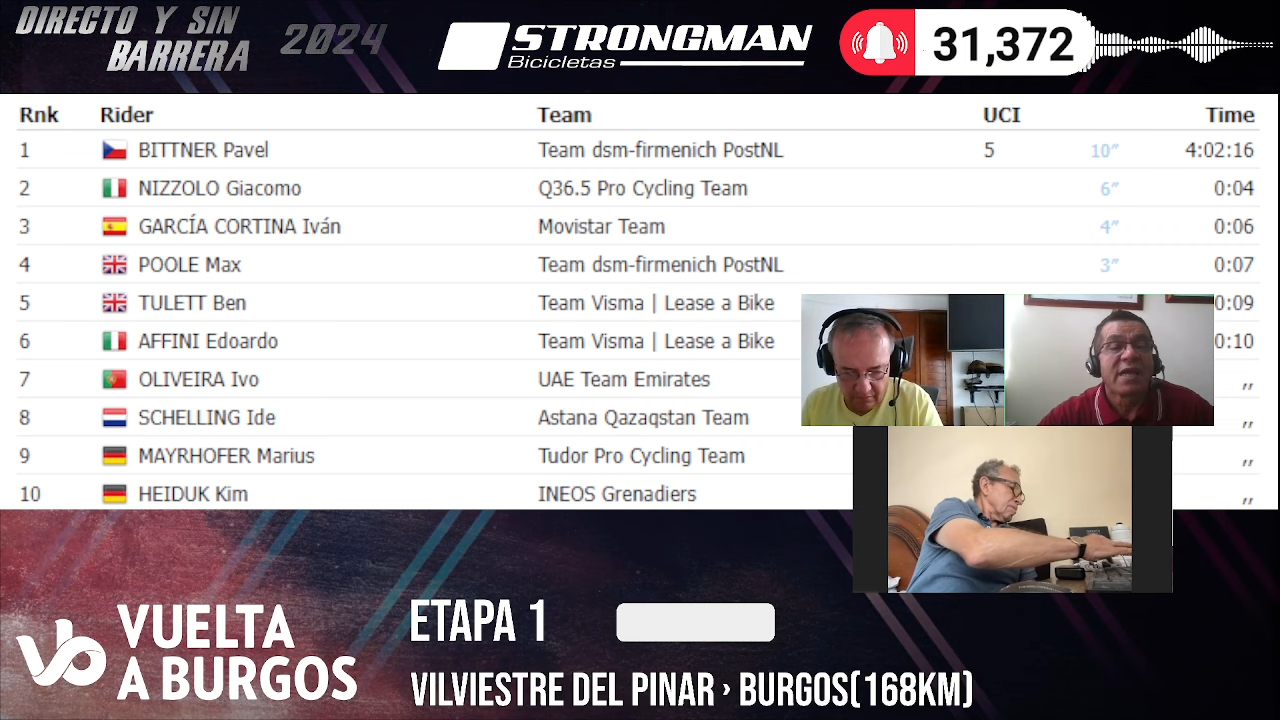 DIRECTO Y SIN
BARRERA 2024
STRONGMAN
Bicicletas
31,372
Rnk Rider Team UCI Time
1 BITTNER Pavel Team dsm-firmenich PostNL 5 10″ 4:02:16
2 NIZZOLO Giacomo Q36.5 Pro Cycling Team 6″ 0:04
3 GARCÍA CORTINA Iván Movistar Team 4″ 0:06
4 POOLE Max Team dsm-firmenich PostNL 3″ 0:07
5 TULETT Ben Team Visma | Lease a Bike 0:09
6 AFFINI Edoardo Team Visma | Lease a Bike 0:10
7 OLIVEIRA Ivo UAE Team Emirates ,,
8 SCHELLING Ide Astana Qazaqstan Team ,,
9 MAYRHOFER Marius Tudor Pro Cycling Team ,,
10 HEIDUK Kim INEOS Grenadiers ,,
vb VUELTA
A BURGOS
ETAPA 1
VILVIESTRE DEL PINAR › BURGOS(168KM)